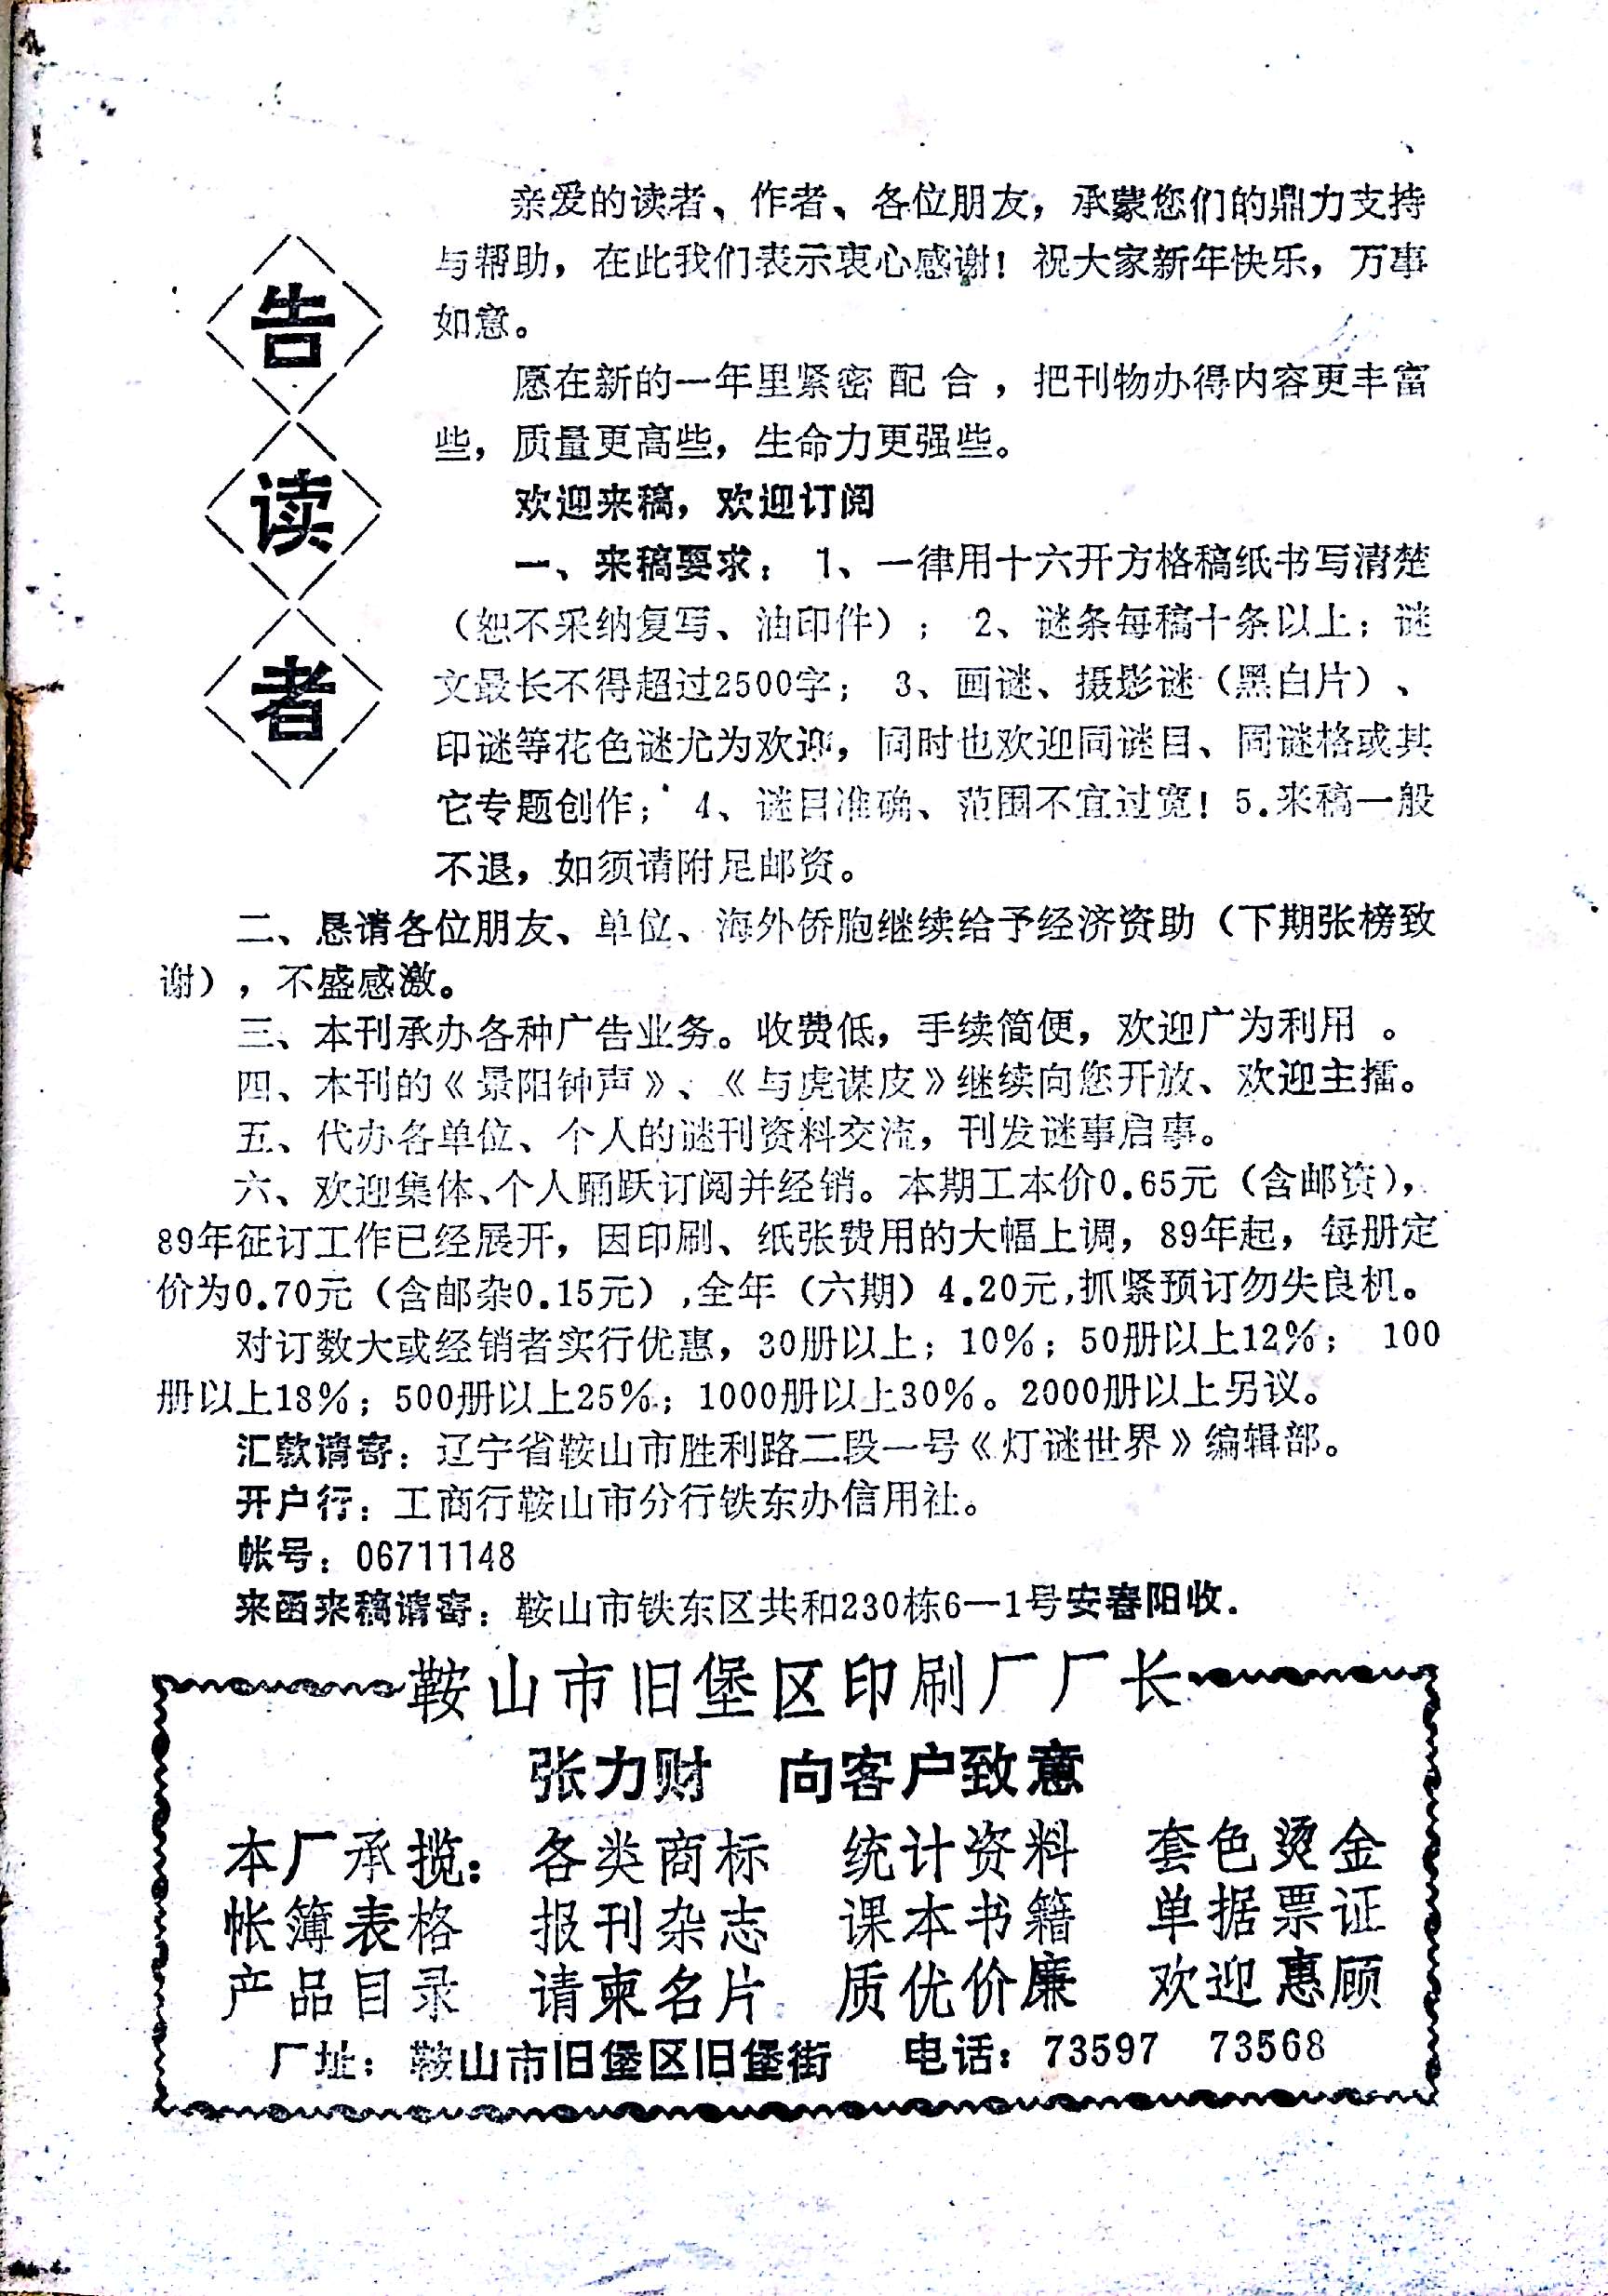 告读者
亲爱的读者、作者、各位朋友，承蒙您们的鼎力支持
与帮助，在此我们表示衷心感谢！祝大家新年快乐，万事
如意。
愿在新的一年里紧密配合，把刊物办得内容更丰富
些，质量更高些，生命力更强些。
欢迎来稿，欢迎订阅
一、来稿要求：1、一律用十六开方格稿纸书写清楚
（恕不采纳复写、油印件）；2、谜条每稿十条以上；谜
文最长不得超过2500字；3、画谜、摄影谜（黑白片）、
印谜等花色谜尤为欢迎，同时也欢迎同谜目、同谜格或其
它专题创作；4、谜目准确、范围不宜过宽！5.来稿一般
不退，如须请附足邮资。
二、恳请各位朋友、单位、海外侨胞继续给予经济资助（下期张榜致
谢），不盛感激。
三、本刊承办各种广告业务。收费低，手续简便，欢迎广为利用。
四、本刊的《景阳钟声》、《与虎谋皮》继续向您开放、欢迎主擂。
五、代办各单位、个人的谜刊资料交流，刊发谜事启事。
六、欢迎集体、个人踊跃订阅并经销。本期工本价0.65元（含邮资），
89年征订工作已经展开，因印刷、纸张费用的大幅上调，89年起，每册定
价为0.70元（含邮杂0.15元）,全年（六期）4.20元,抓紧预订勿失良机。
对订数大或经销者实行优惠，30册以上；10％；50册以上12％；100
册以上18％；500册以上25％；1000册以上30％。2000册以上另议。
汇款请寄：辽宁省鞍山市胜利路二段一号《灯谜世界》编辑部。
开户行：工商行鞍山市分行铁东办信用社。
帐号：06711148
来函来稿请寄：鞍山市铁东区共和230栋6—1号安春阳收.
鞍山市旧堡区印刷厂厂长
张力财 向客户致意
本厂承揽：各类商标 统计资料 套色烫金
帐簿表格 报刊杂志 课本书籍 单据票证
产品目录 请柬名片 质优价廉 欢迎惠顾
厂址：鞍山市旧堡区旧堡街 电话：73597 73568